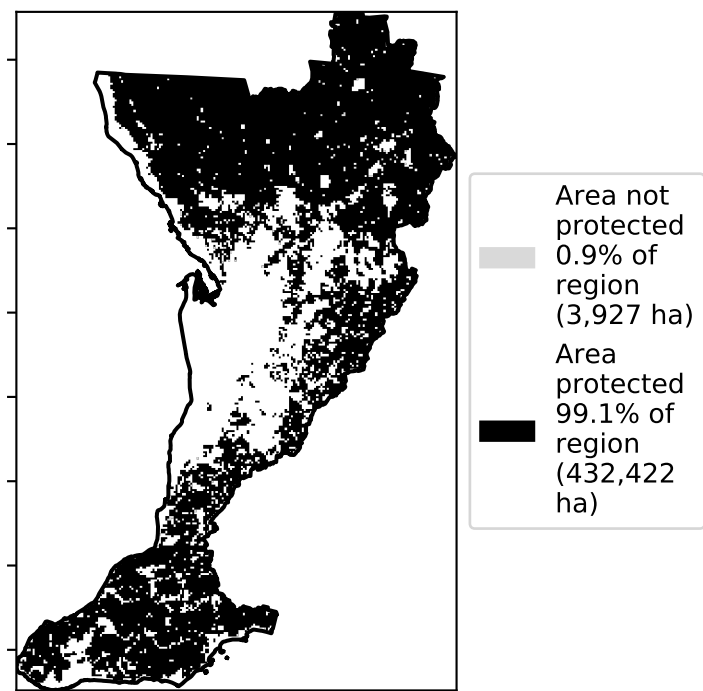 Area not
protected
0.9% of
region
(3,927 ha)
Area
protected
99.1% of
region
(432,422
ha)